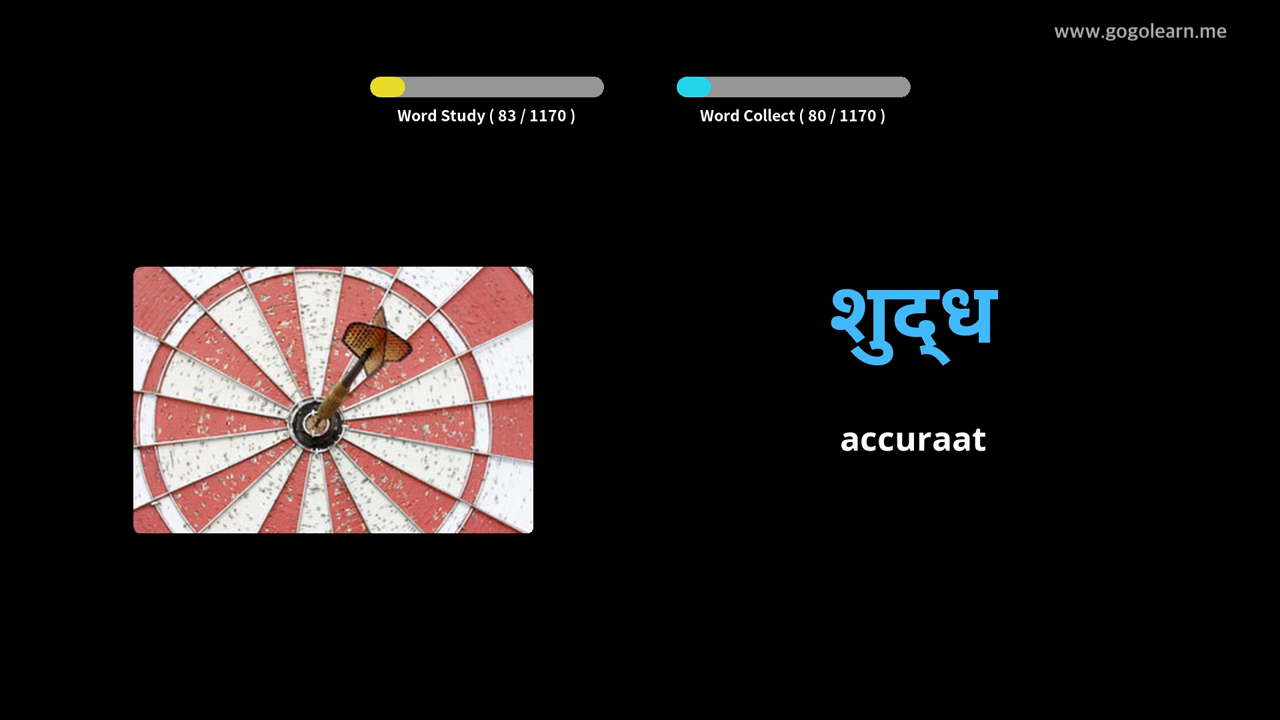 www.gogolearn.me
Word Study ( 83 / 1170 )
Word Collect ( 80 / 1170 )
शुद्‌ध
accuraat